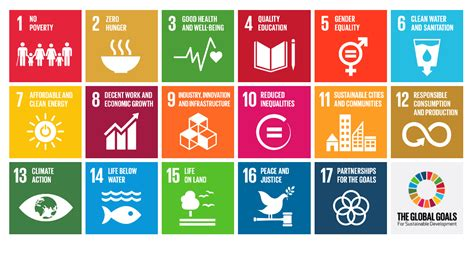 1 NO
POVERTY
2 ZERO
HUNGER
3 GOOD HEALTH
AND WELL-BEING
4 QUALITY
EDUCATION
5 GENDER
EQUALITY
6 CLEAN WATER
AND SANITATION
7 AFFORDABLE AND
CLEAN ENERGY
8 DECENT WORK AND
ECONOMIC GROWTH
9 INDUSTRY, INNOVATION
AND INFRASTRUCTURE
10 REDUCED
INEQUALITIES
11 SUSTAINABLE CITIES
AND COMMUNITIES
12 RESPONSIBLE
CONSUMPTION
AND PRODUCTION
13 CLIMATE
ACTION
14 LIFE BELOW
WATER
15 LIFE
ON LAND
16 PEACE AND
JUSTICE
17 PARTNERSHIPS
FOR THE GOALS
THE GLOBAL GOALS
For Sustainable Development